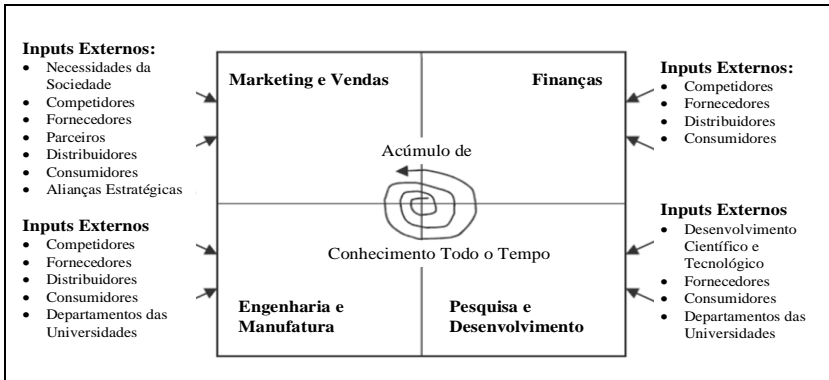 Inputs Externos:
• Necessidades da
Sociedade
• Competidores
• Fornecedores
• Parceiros
• Distribuidores
• Consumidores
• Alianças Estratégicas
Marketing e Vendas
Finanças
Inputs Externos:
• Competidores
• Fornecedores
• Distribuidores
• Consumidores
Acúmulo de
Conhecimento Todo o Tempo
Inputs Externos
• Competidores
• Fornecedores
• Distribuidores
• Consumidores
• Departamentos das
Universidades
Engenharia e
Manufatura
Pesquisa e
Desenvolvimento
Inputs Externos
• Desenvolvimento
Científico e
Tecnológico
• Fornecedores
• Consumidores
• Departamentos das
Universidades